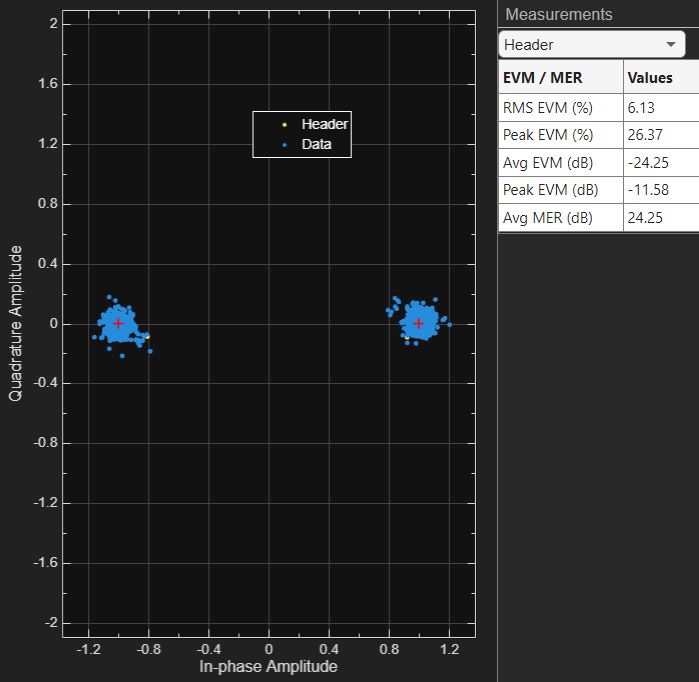 2
1.6
1.2
0.8
0.4
0
-0.4
-0.8
-1.2
-1.6
-2
Quadrature Amplitude
Header
Data
-1.2 -0.8 -0.4 0 0.4 0.8 1.2
In-phase Amplitude
Measurements
Header
EVM / MER Values
RMS EVM (%) 6.13
Peak EVM (%) 26.37
Avg EVM (dB) -24.25
Peak EVM (dB) -11.58
Avg MER (dB) 24.25